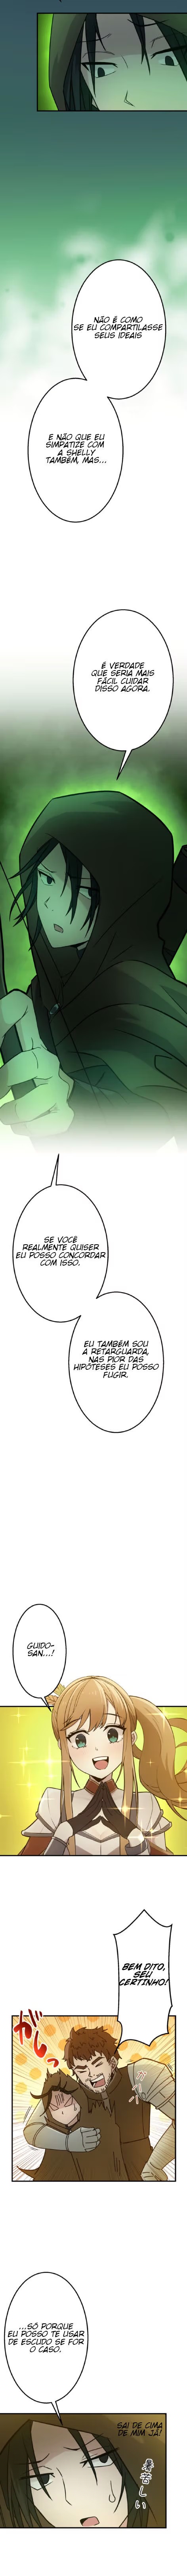 NÃO É COMO
SE EU COMPARTILASSE
SEUS IDEAIS
E NÃO QUE EU
SIMPATIZE COM
A SHELLY
TAMBÉM, MAS...
É VERDADE
QUE SERIA MAIS
FÁCIL CUIDAR
DISSO AGORA.
SE VOCÊ
REALMENTE QUISER
EU POSSO CONCORDAR
COM ISSO.
EU TAMBÉM SOU
A RETARGUARDA,
NAS PIOR DAS
HIPÓTESES EU POSSO
FUGIR.
GUIDO-
SAN...!
BEM DITO,
SEU
CERTINHO!
がしっ
...SÓ PORQUE
EU POSSO TE USAR
DE ESCUDO SE FOR
O CASO.
SAI DE CIMA
DE MIM JÁ!
暑苦しい